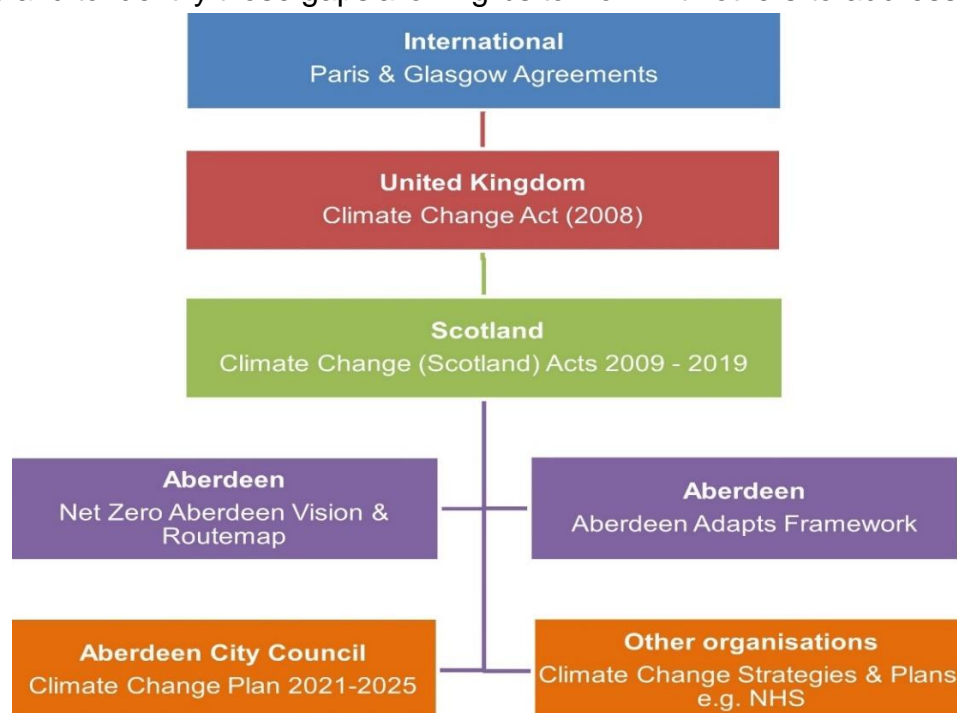 International
Paris & Glasgow Agreements
United Kingdom
Climate Change Act (2008)
Scotland
Climate Change (Scotland) Acts 2009 - 2019
Aberdeen
Net Zero Aberdeen Vision &
Routemap
Aberdeen
Aberdeen Adapts Framework
Aberdeen City Council
Climate Change Plan 2021-2025
Other organisations
Climate Change Strategies & Plans
e.g. NHS